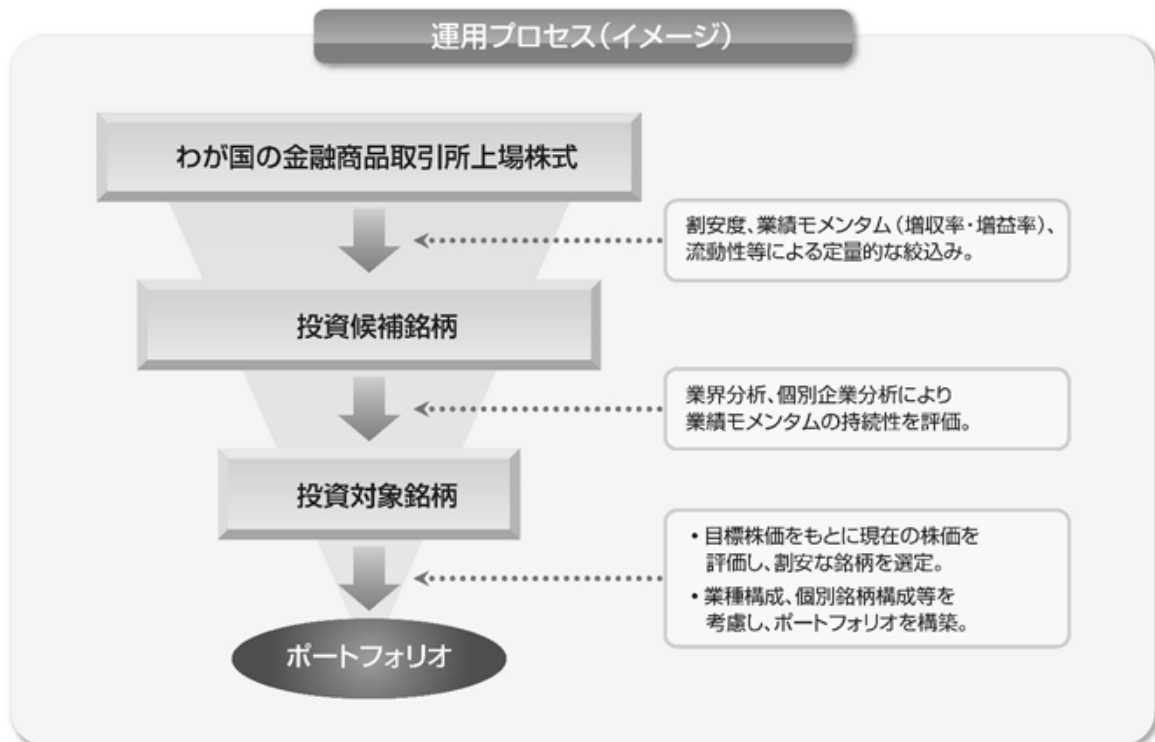 運用プロセス(イメージ)
わが国の金融商品取引所上場株式
割安度、業績モメンタム(増収率・増益率)、
流動性等による定量的な絞込み。
投資候補銘柄
業界分析、個別企業分析により
業績モメンタムの持続性を評価。
投資対象銘柄
・目標株価をもとに現在の株価を
評価し、割安な銘柄を選定。
・業種構成、個別銘柄構成等を
考慮し、ポートフォリオを構築。
ポートフォリオ